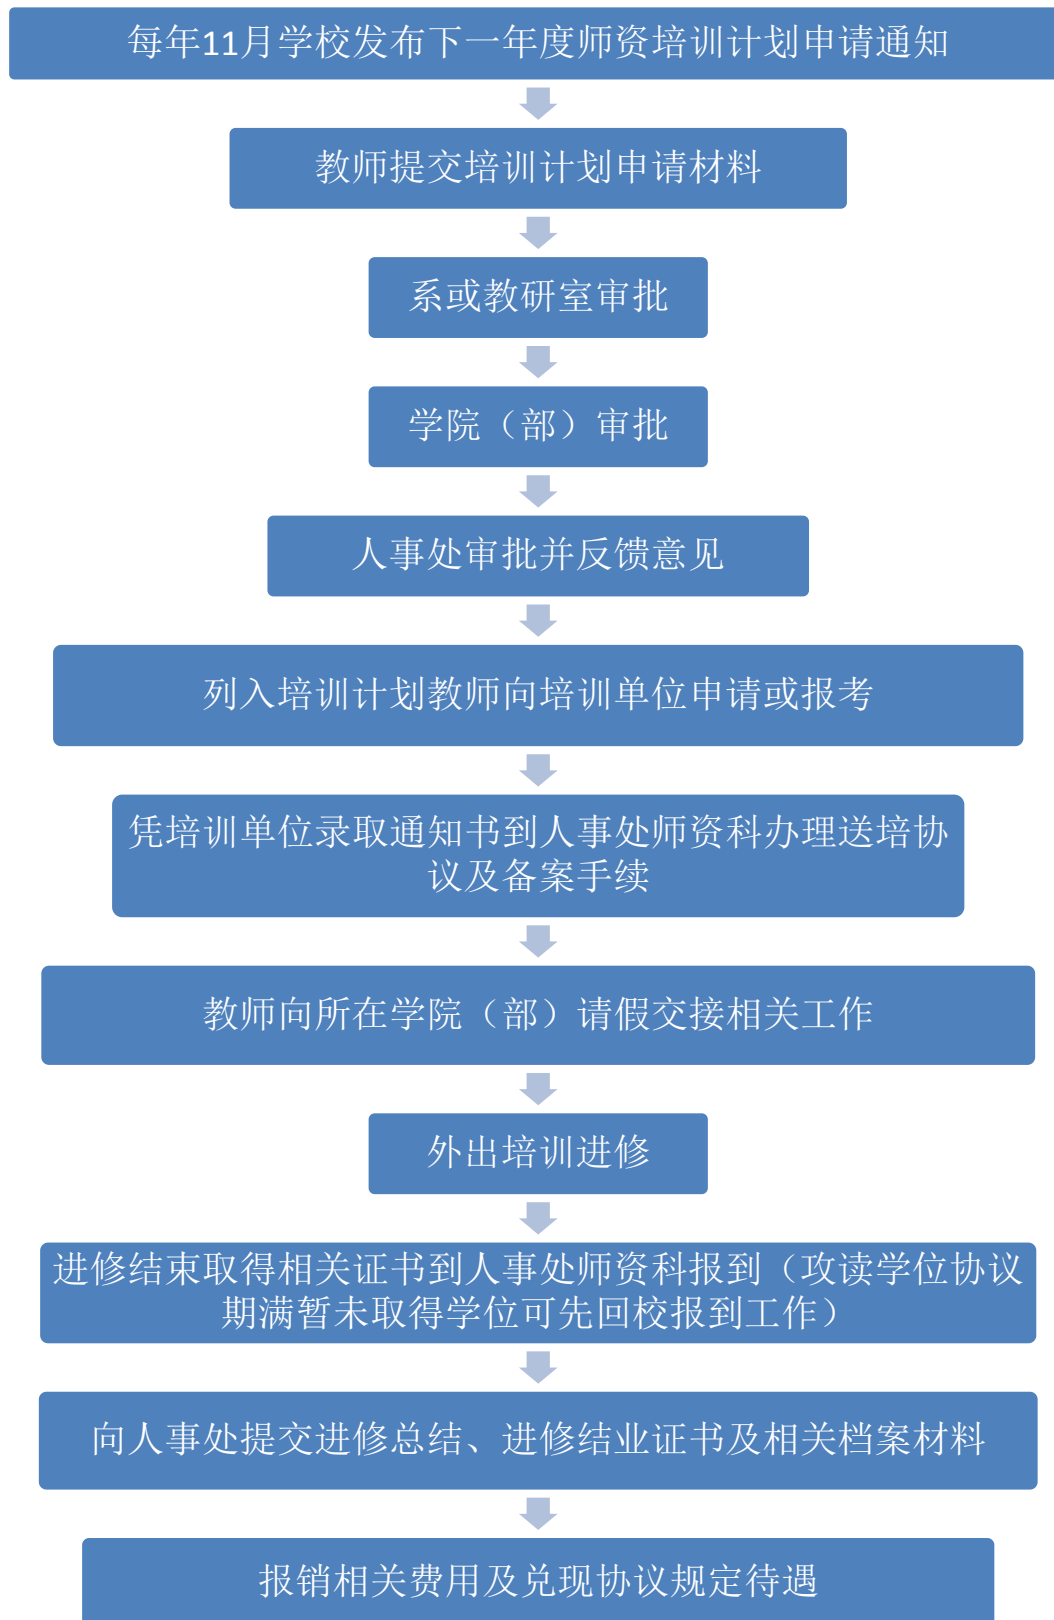 每年11月学校发布下一年度师资培训计划申请通知
教师提交培训计划申请材料
系或教研室审批
学院（部）审批
人事处审批并反馈意见
列入培训计划教师向培训单位申请或报考
凭培训单位录取通知书到人事处师资科办理送培协
议及备案手续
教师向所在学院（部）请假交接相关工作
外出培训进修
进修结束取得相关证书到人事处师资科报到（攻读学位协议
期满暂未取得学位可先回校报到工作）
向人事处提交进修总结、进修结业证书及相关档案材料
报销相关费用及兑现协议规定待遇